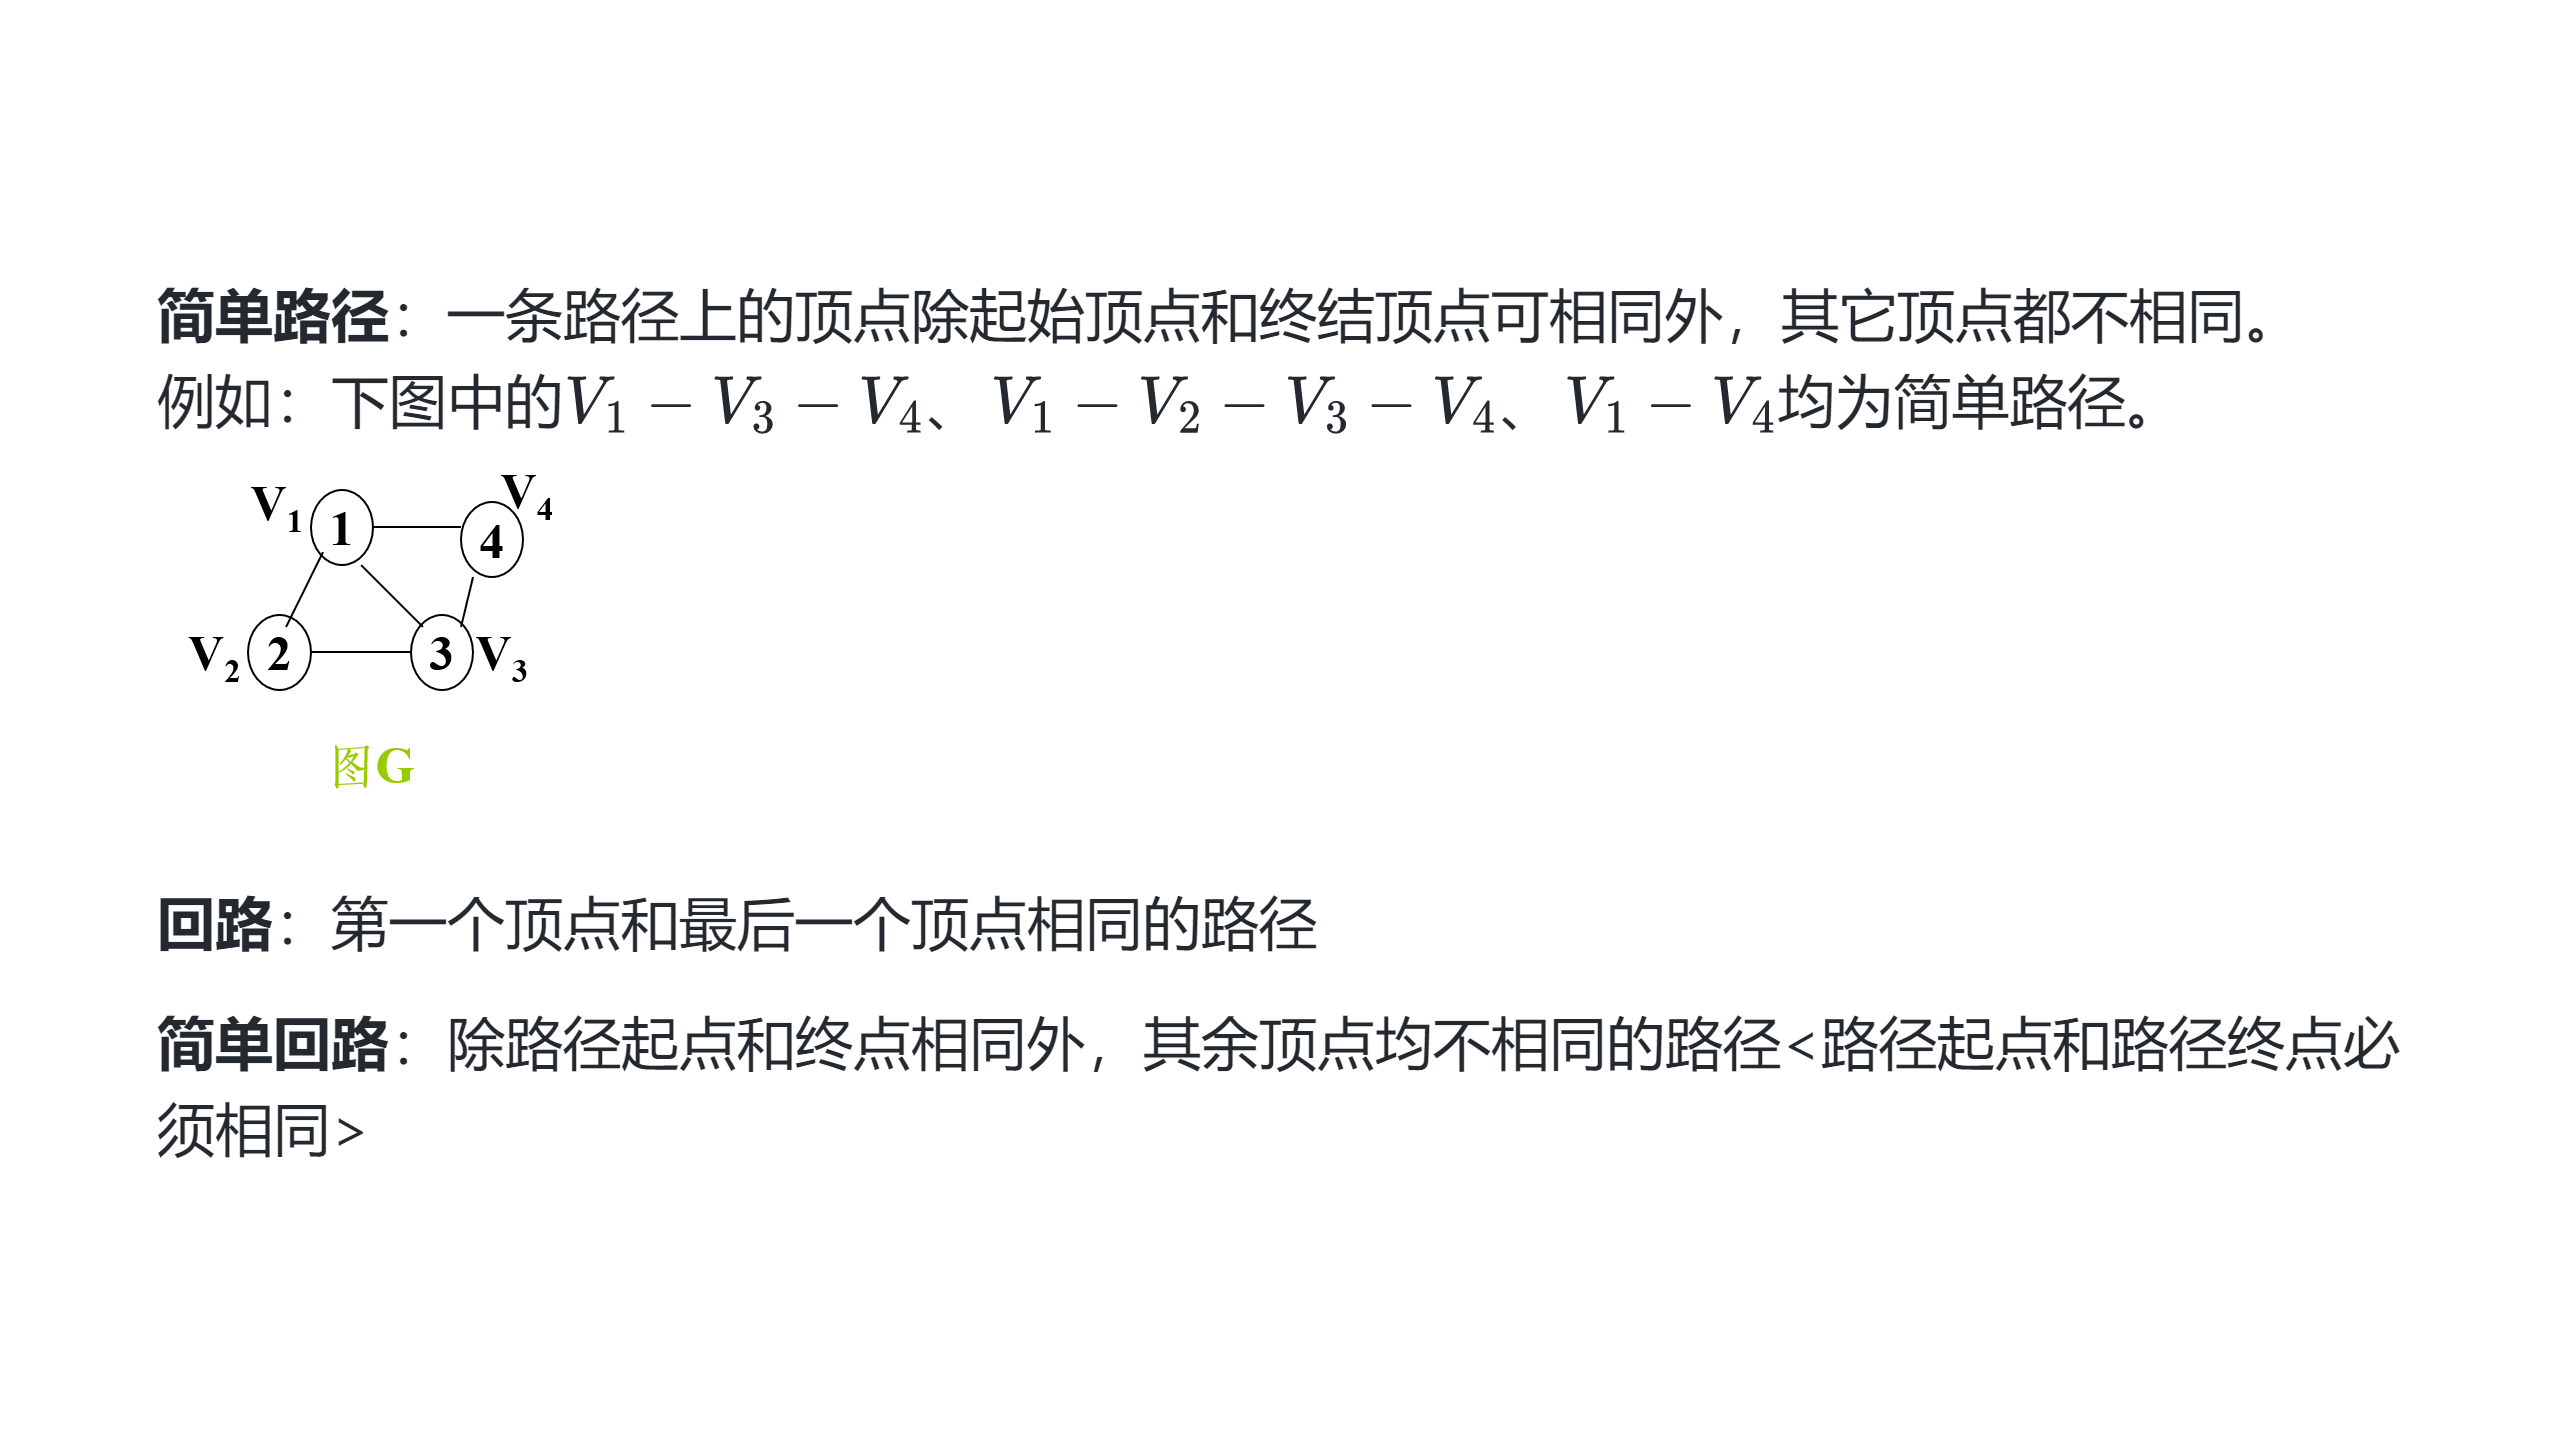 简单路径：一条路径上的顶点除起始顶点和终结顶点可相同外，其它顶点都不相同。
例如：下图中的V₁ − V₃ − V₄、V₁ − V₂ − V₃ − V₄、V₁ − V₄均为简单路径。
V₁ 1 4 V₄
V₂ 2 3 V₃
图G
回路：第一个顶点和最后一个顶点相同的路径
简单回路：除路径起点和终点相同外，其余顶点均不相同的路径<路径起点和路径终点必
须相同>